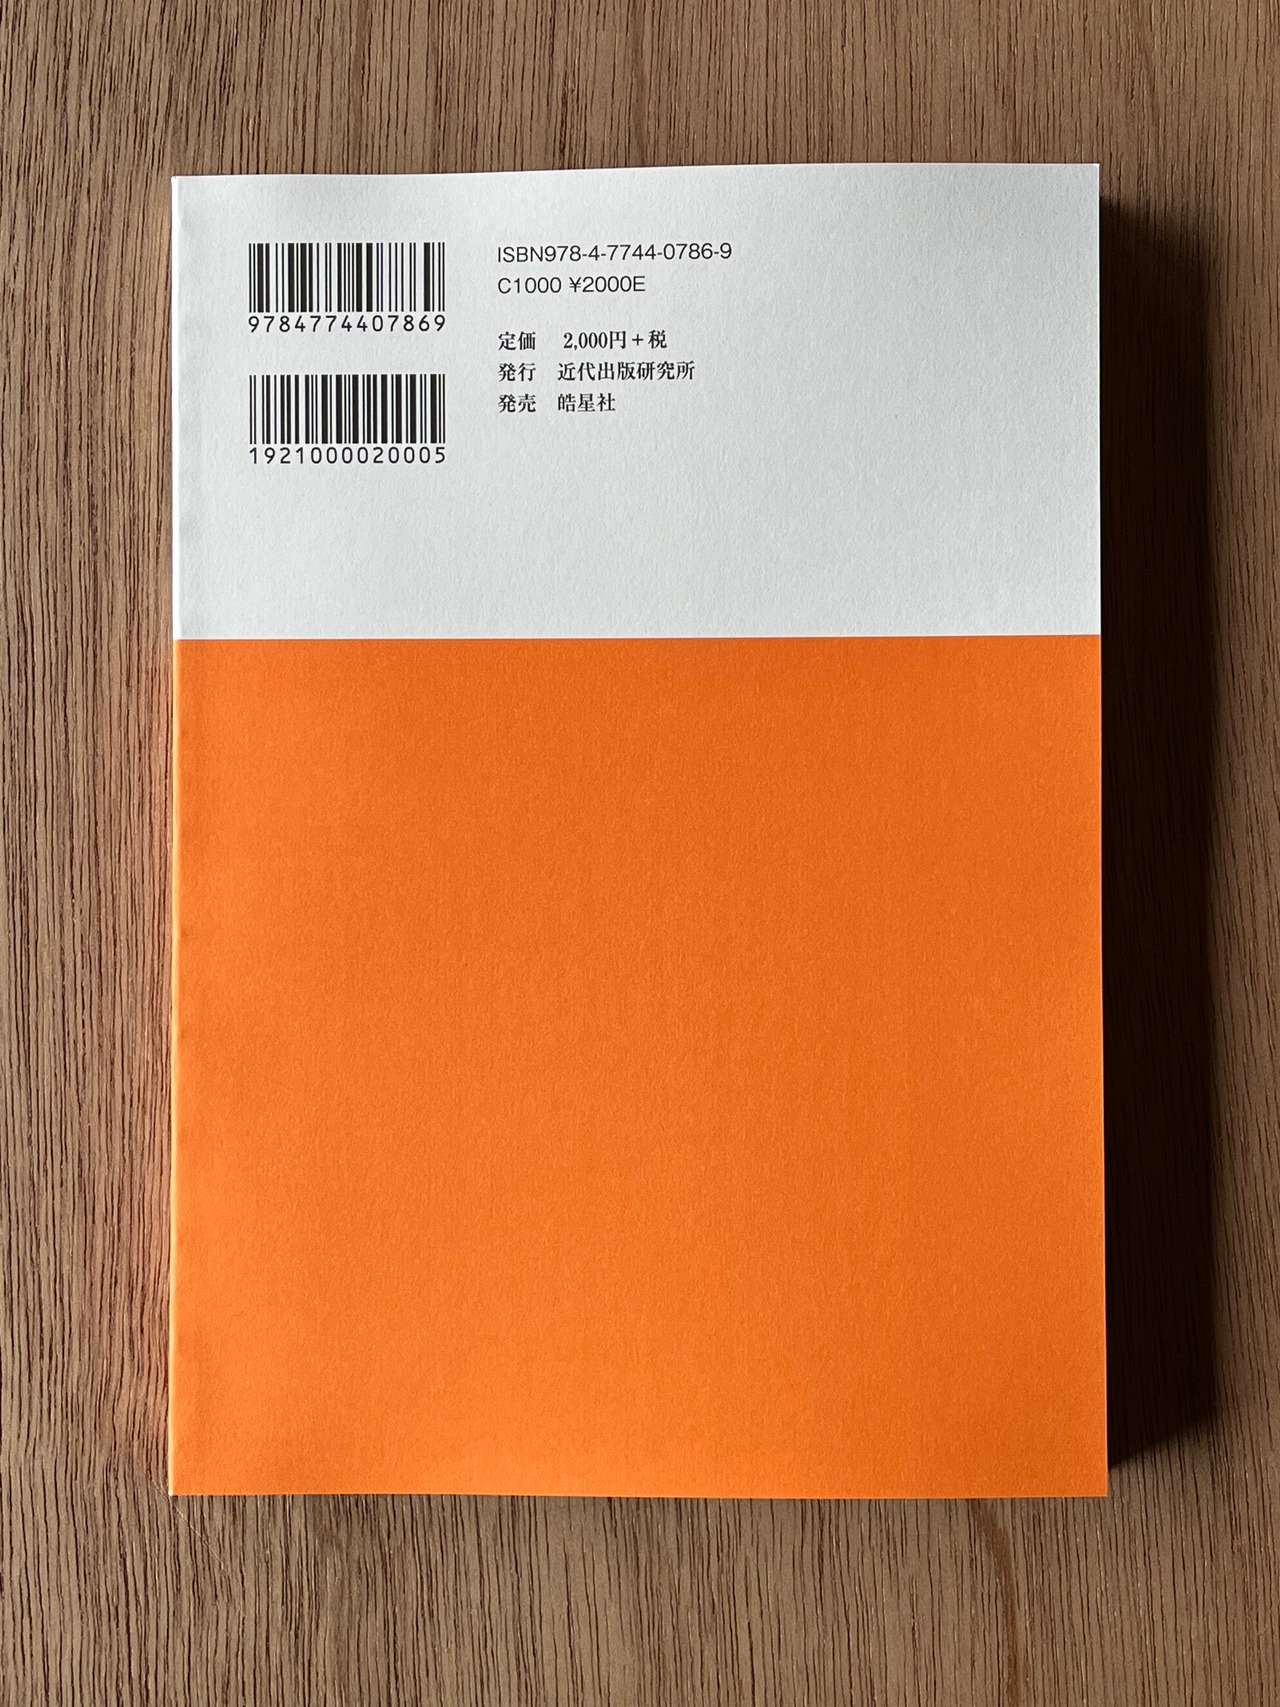 9784774407869
1921000020005
ISBN978-4-7744-0786-9
C1000 ¥2000E
定価 2,000円+税
発行 近代出版研究所
発売 皓星社